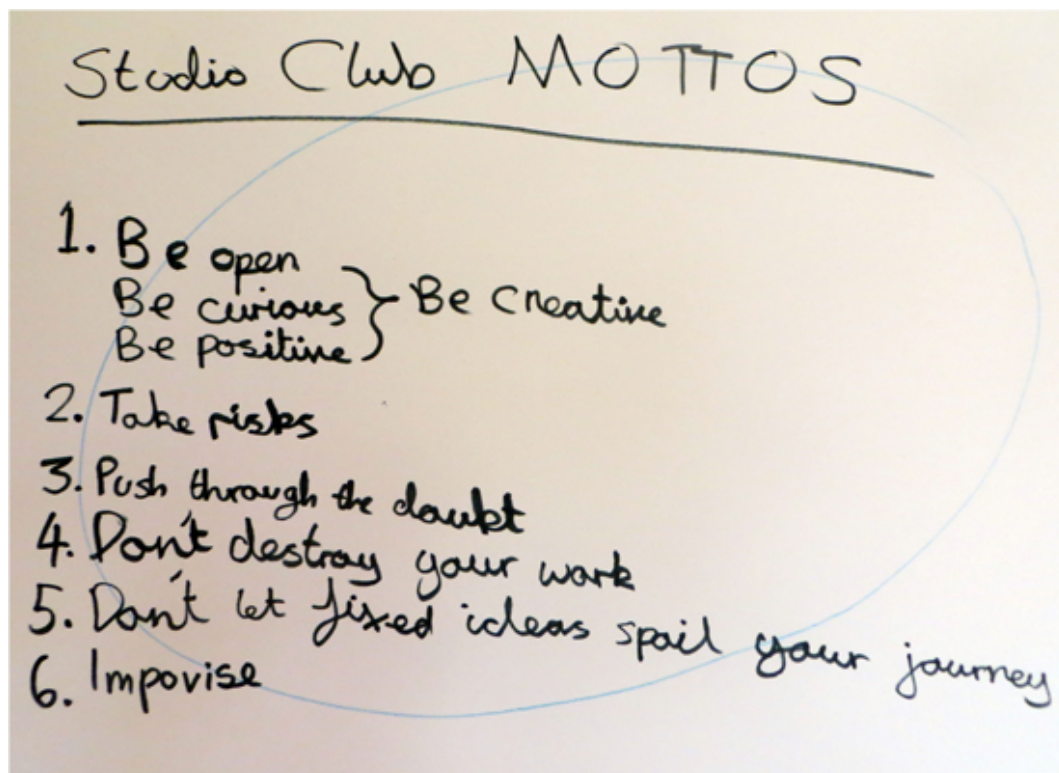 Studio Club MOTTOS
1. Be open
Be curious } Be creative
Be positive
2. Take risks
3. Push through the doubt
4. Don't destroy your work
5. Don't let fixed ideas spoil your journey
6. Impovise